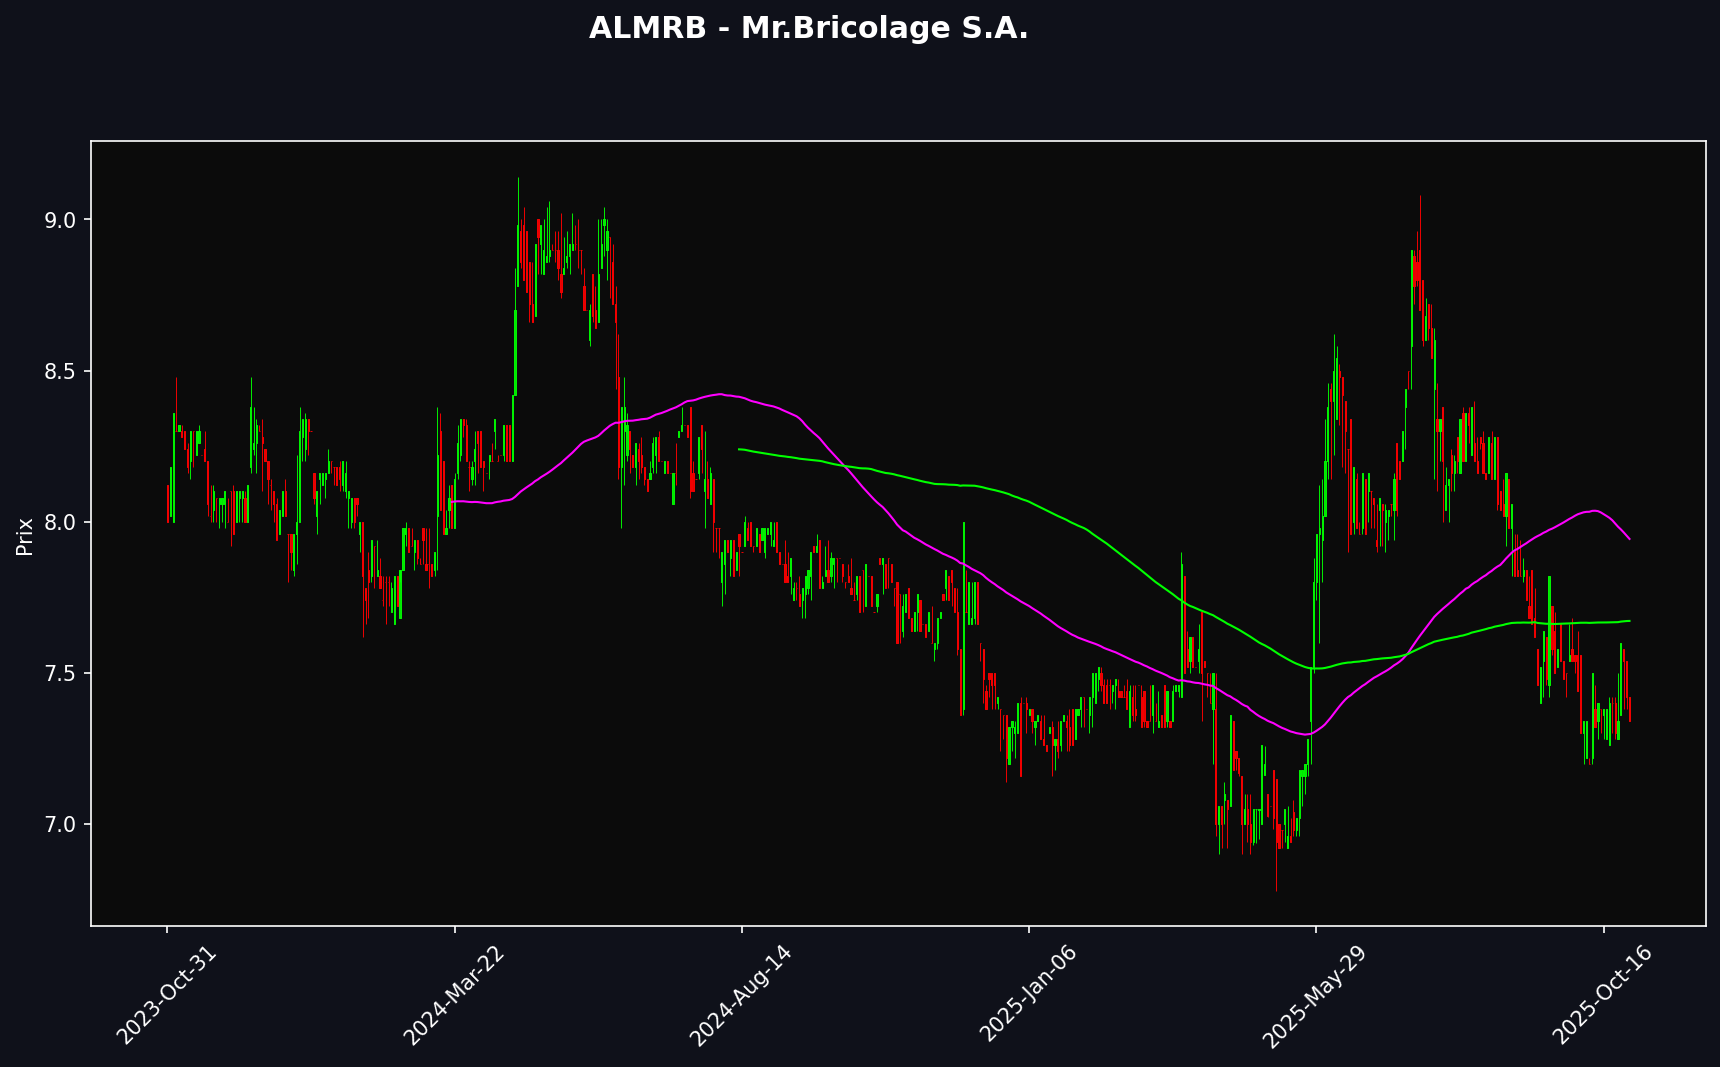 ALMRB - Mr.Bricolage S.A.
Prix
9.0
8.5
8.0
7.5
7.0
2023-Oct-31
2024-Mar-22
2024-Aug-14
2025-Jan-06
2025-May-29
2025-Oct-16